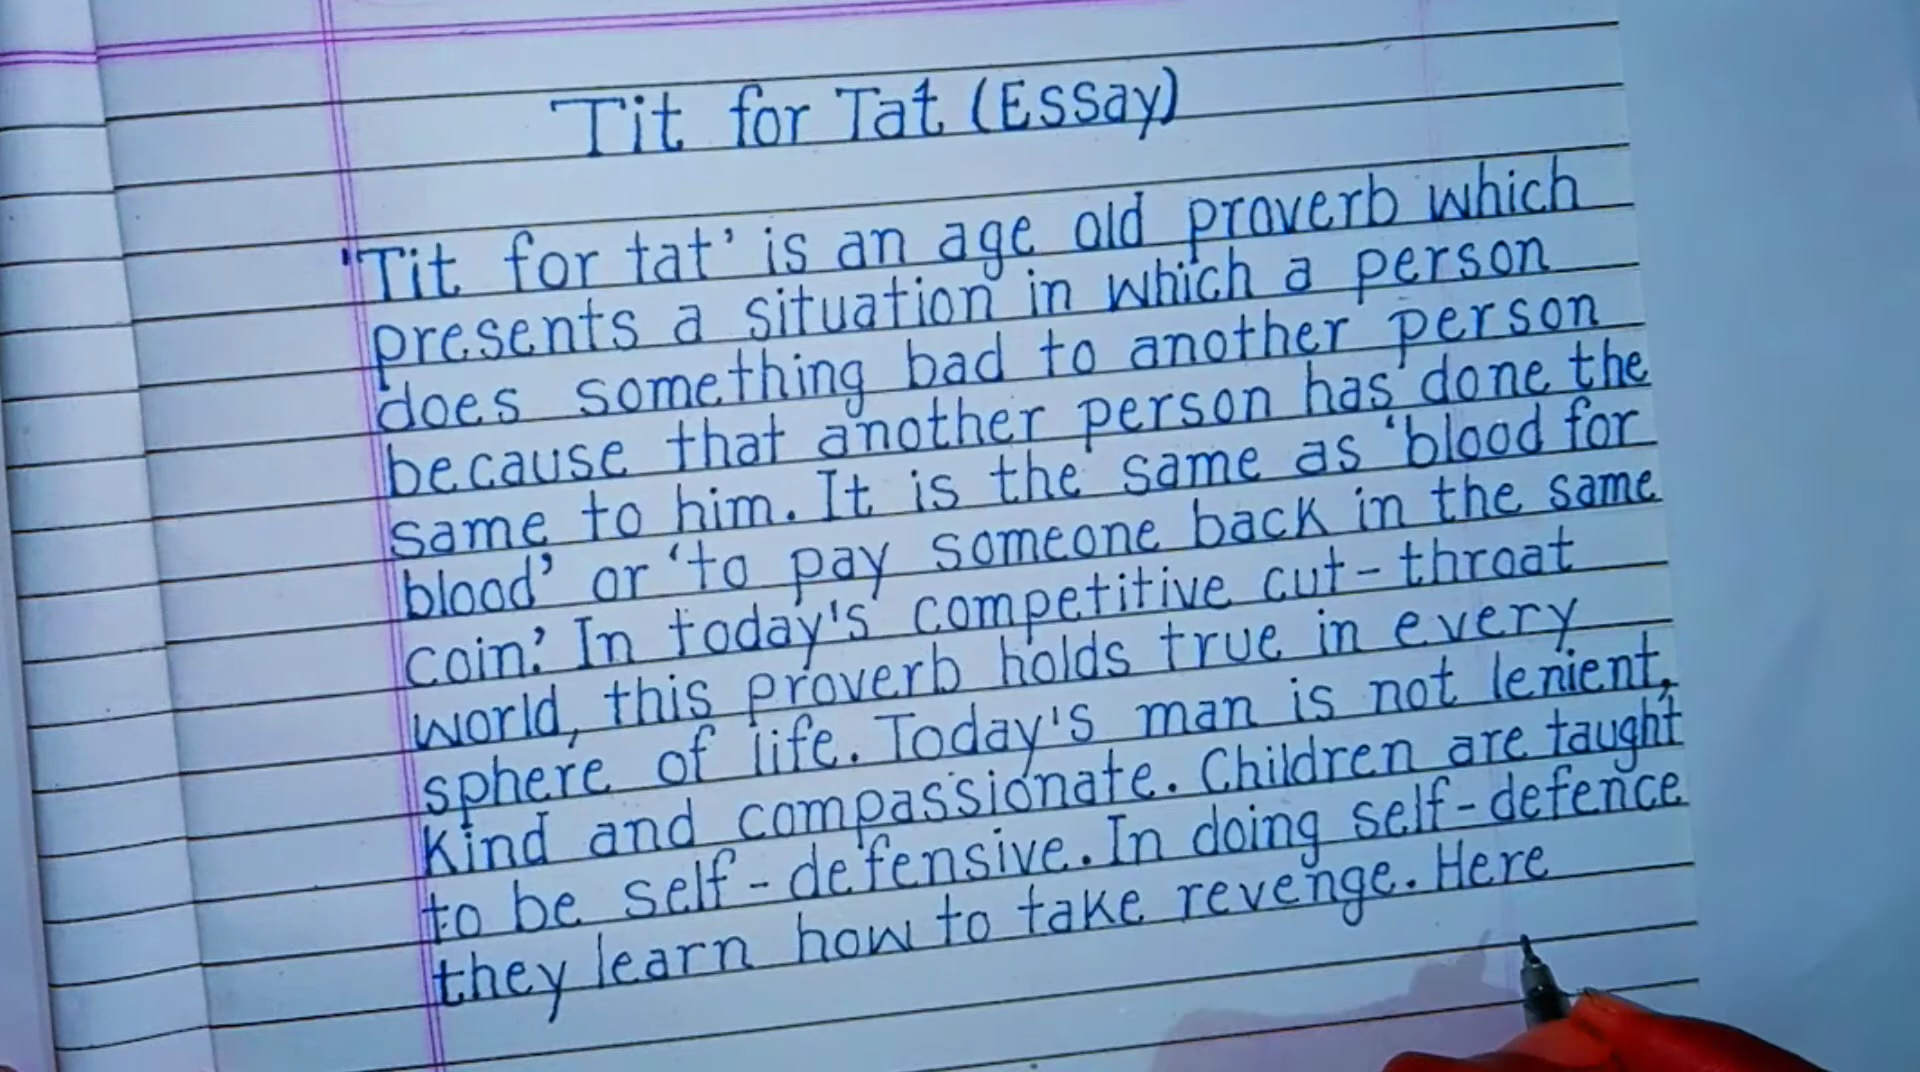 Tit for Tat (Essay)
'Tit for tat' is an age old proverb which
presents a situation in which a person
does something bad to another person
because that another person has done the
same to him. It is the same as 'blood for
blood' or 'to pay someone back in the same
coin.' In today's competitive cut-throat
world, this proverb holds true in every
sphere of life. Today's man is not lenient,
kind and compassionate. Children are taught
to be self-defensive. In doing self-defence
they learn how to take revenge. Here